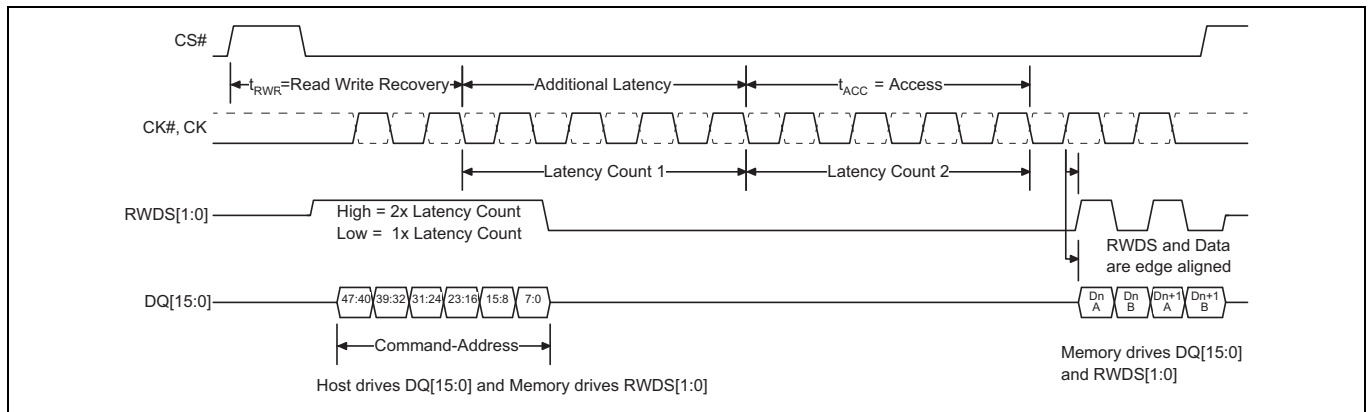 CS#
t_RWR=Read Write Recovery
Additional Latency
t_ACC = Access
CK#, CK
Latency Count 1
Latency Count 2
RWDS[1:0]
High = 2x Latency Count
Low = 1x Latency Count
RWDS and Data
are edge aligned
DQ[15:0]
47:40 39:32 31:24 23:16 15:8 7:0
Dn Dn Dn+1 Dn+1
A B A B
Command-Address
Host drives DQ[15:0] and Memory drives RWDS[1:0]
Memory drives DQ[15:0]
and RWDS[1:0]